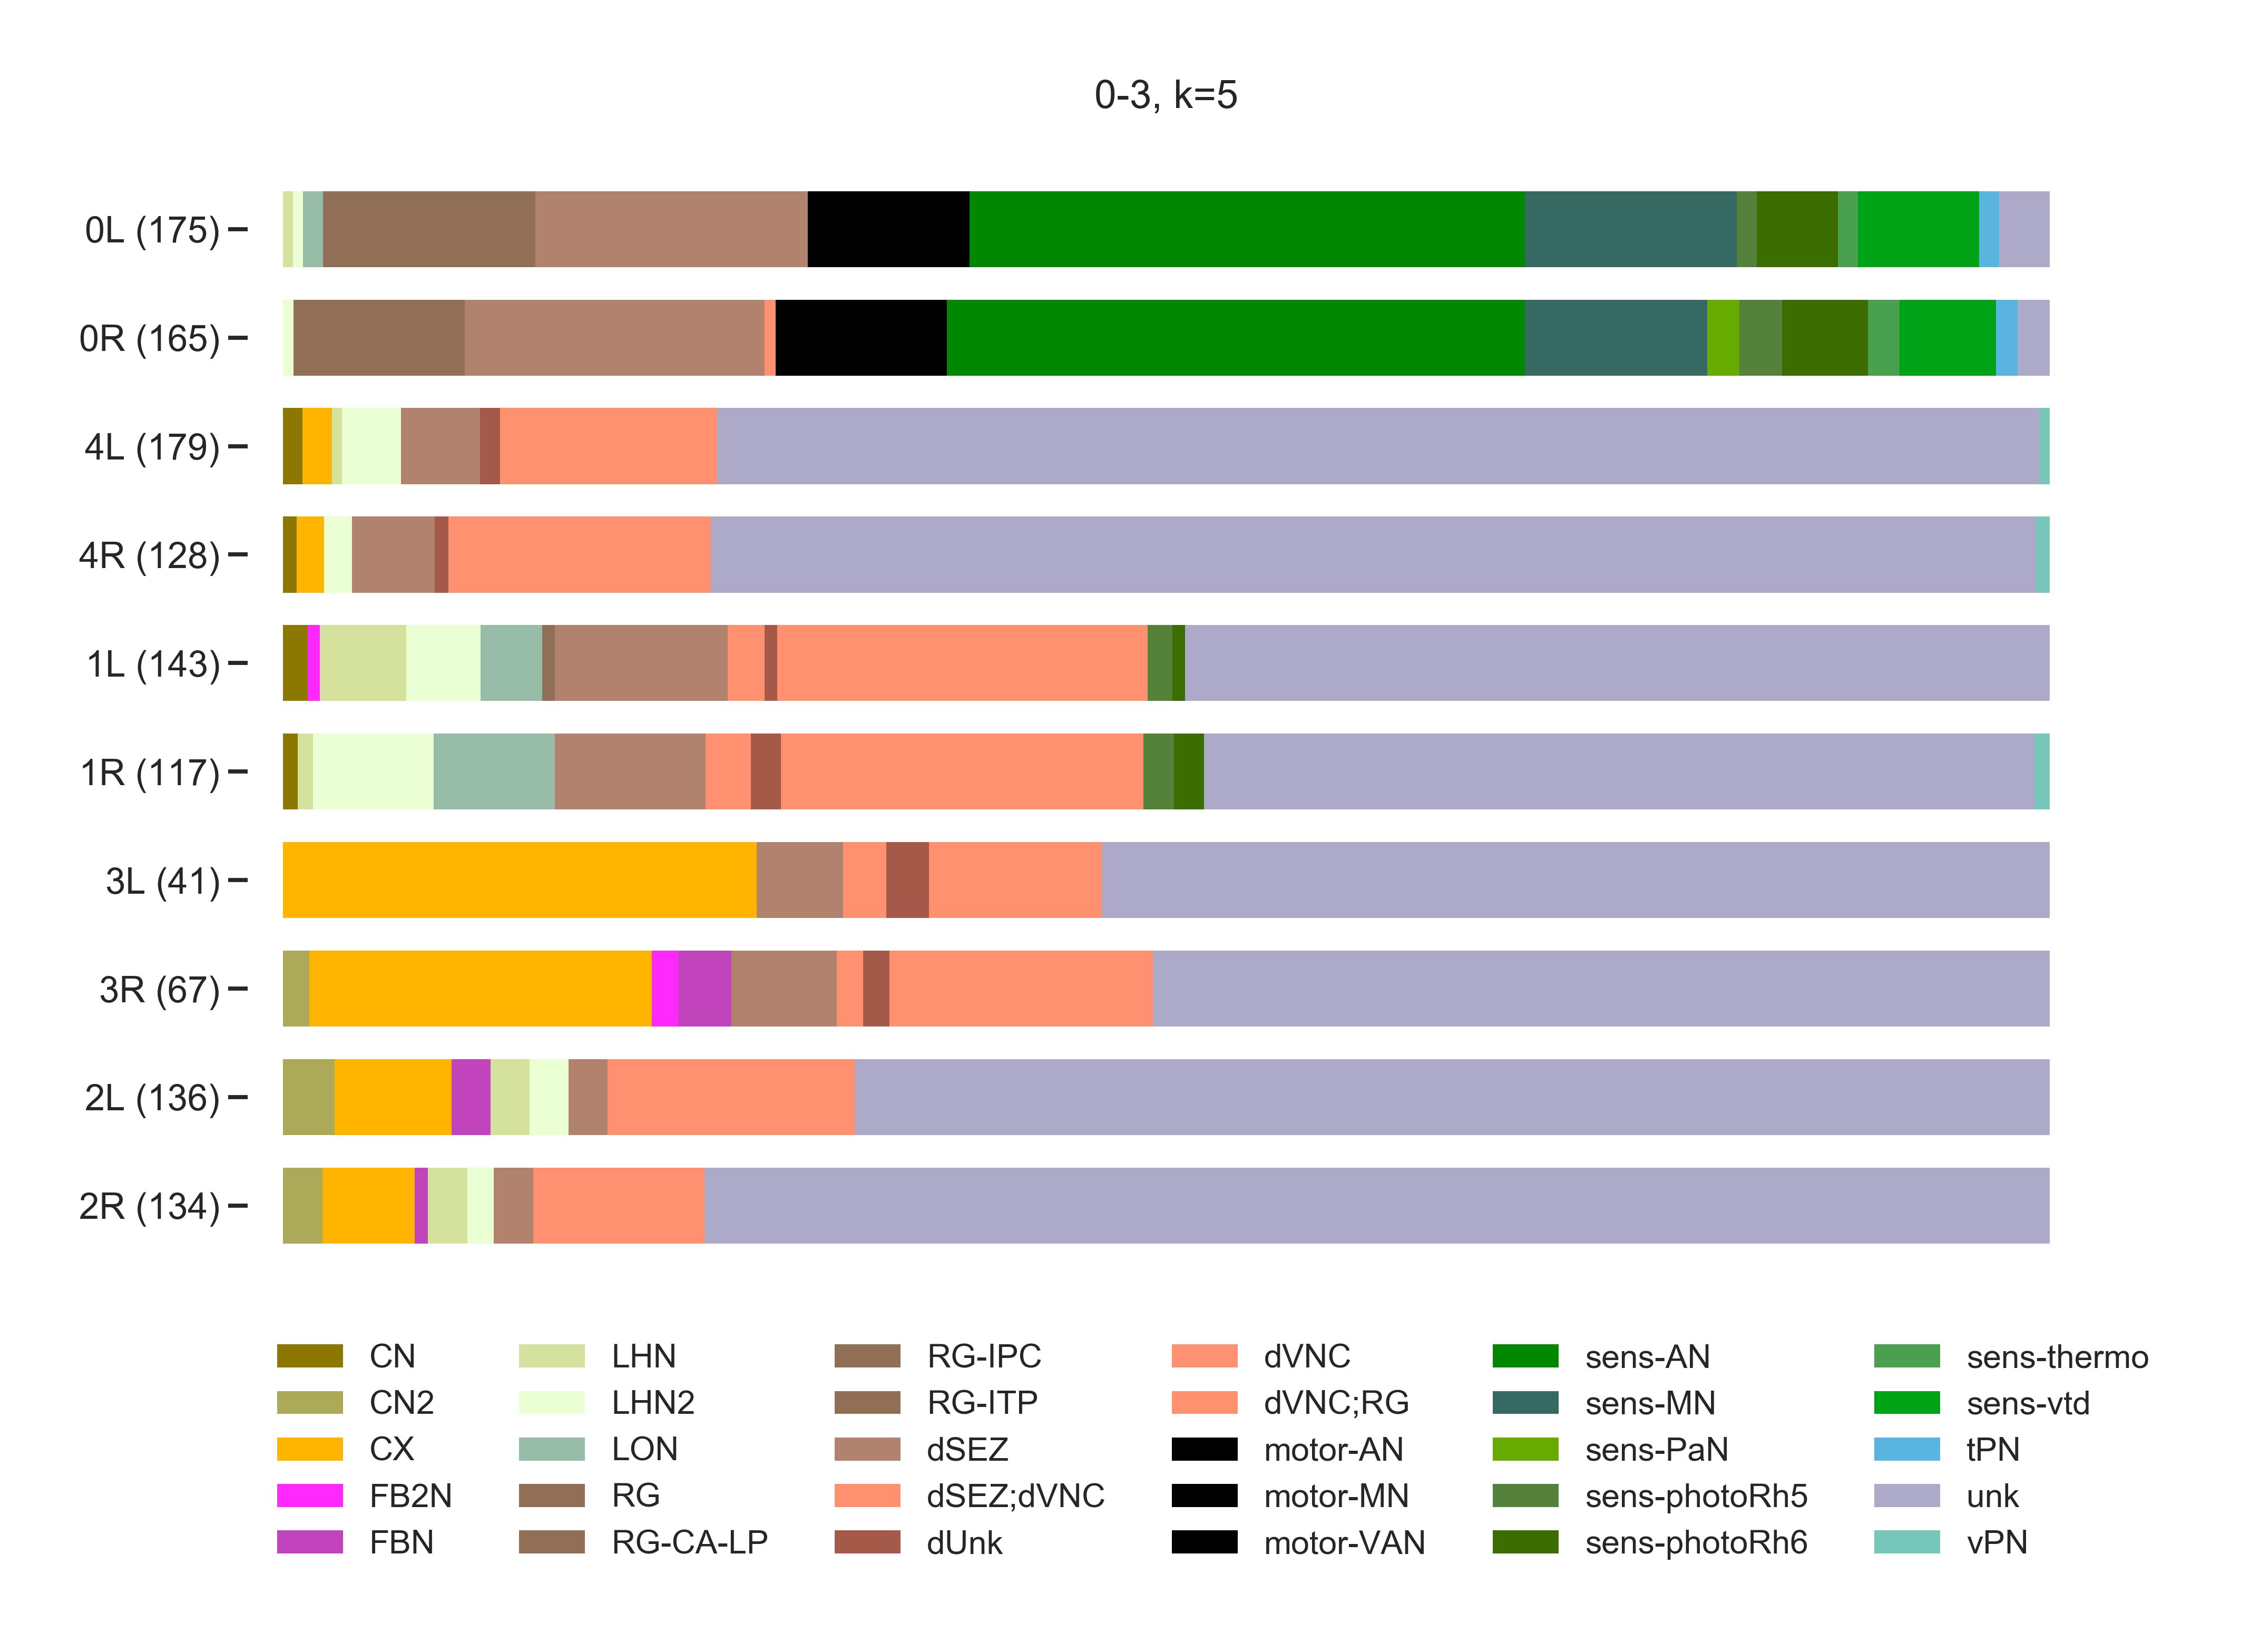 0-3, k=5
0L (175)
0R (165)
4L (179)
4R (128)
1L (143)
1R (117)
3L (41)
3R (67)
2L (136)
2R (134)
CN LHN RG-IPC dVNC sens-AN sens-thermo
CN2 LHN2 RG-ITP dVNC;RG sens-MN sens-vtd
CX LON dSEZ motor-AN sens-PaN tPN
FB2N RG dSEZ;dVNC motor-MN sens-photoRh5 unk
FBN RG-CA-LP dUnk motor-VAN sens-photoRh6 vPN